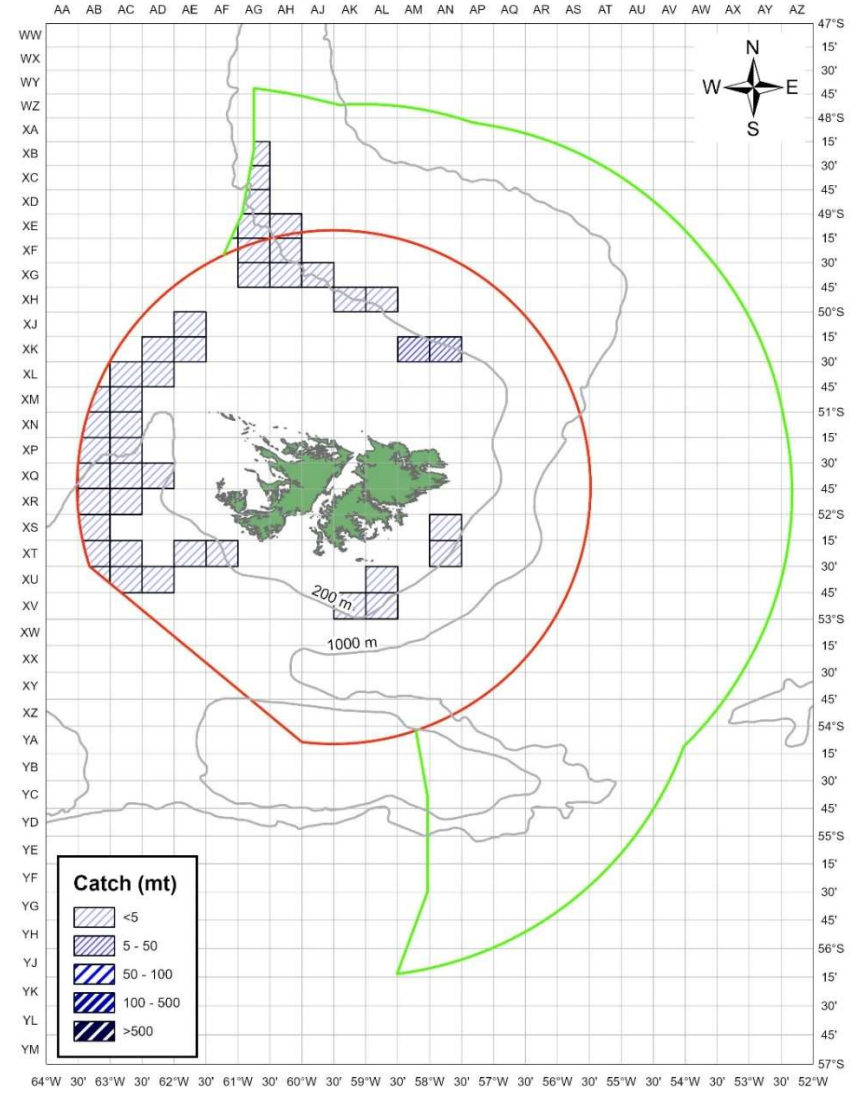 AA AB AC AD AE AF AG AH AJ AK AL AM AN AP AQ AR AS AT AU AV AW AX AY AZ
WW
WX
WY
WZ
XA
XB
XC
XD
XE
XF
XG
XH
XJ
XK
XL
XM
XN
XP
XQ
XR
XS
XT
XU
XV
XW
XX
XY
XZ
YA
YB
YC
YD
YE
YF
YG
YH
YJ
YK
YL
YM
47°S
15'
30'
45'
48°S
15'
30'
45'
49°S
15'
30'
45'
50°S
15'
30'
45'
51°S
15'
30'
45'
52°S
15'
30'
45'
53°S
15'
30'
45'
54°S
15'
30'
45'
55°S
15'
30'
45'
56°S
15'
30'
45'
57°S
N
W E
S
200 m
1000 m
Catch (mt)
<5
5 - 50
50 - 100
100 - 500
>500
64°W 30' 63°W 30' 62°W 30' 61°W 30' 60°W 30' 59°W 30' 58°W 30' 57°W 30' 56°W 30' 55°W 30' 54°W 30' 53°W 30' 52°W